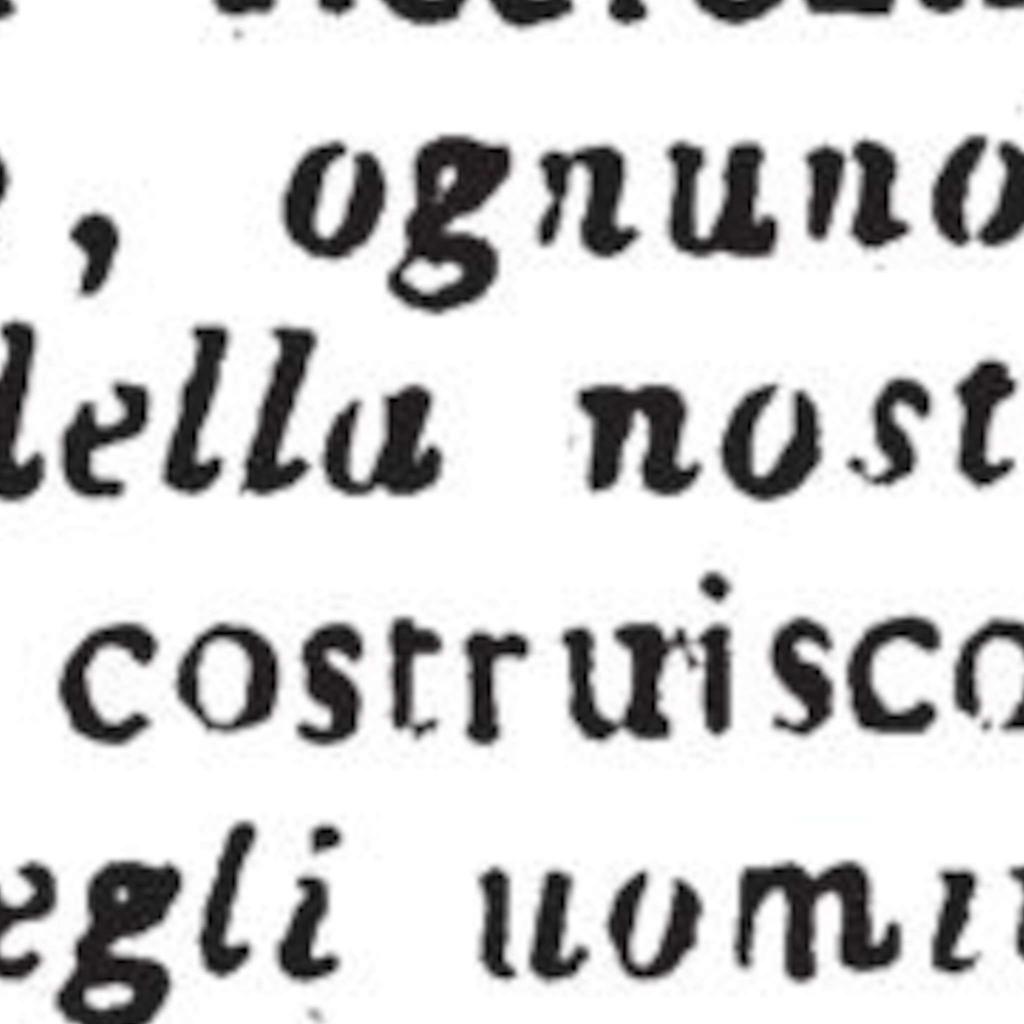 , ognuno
della nost
costruisco
egli uomi